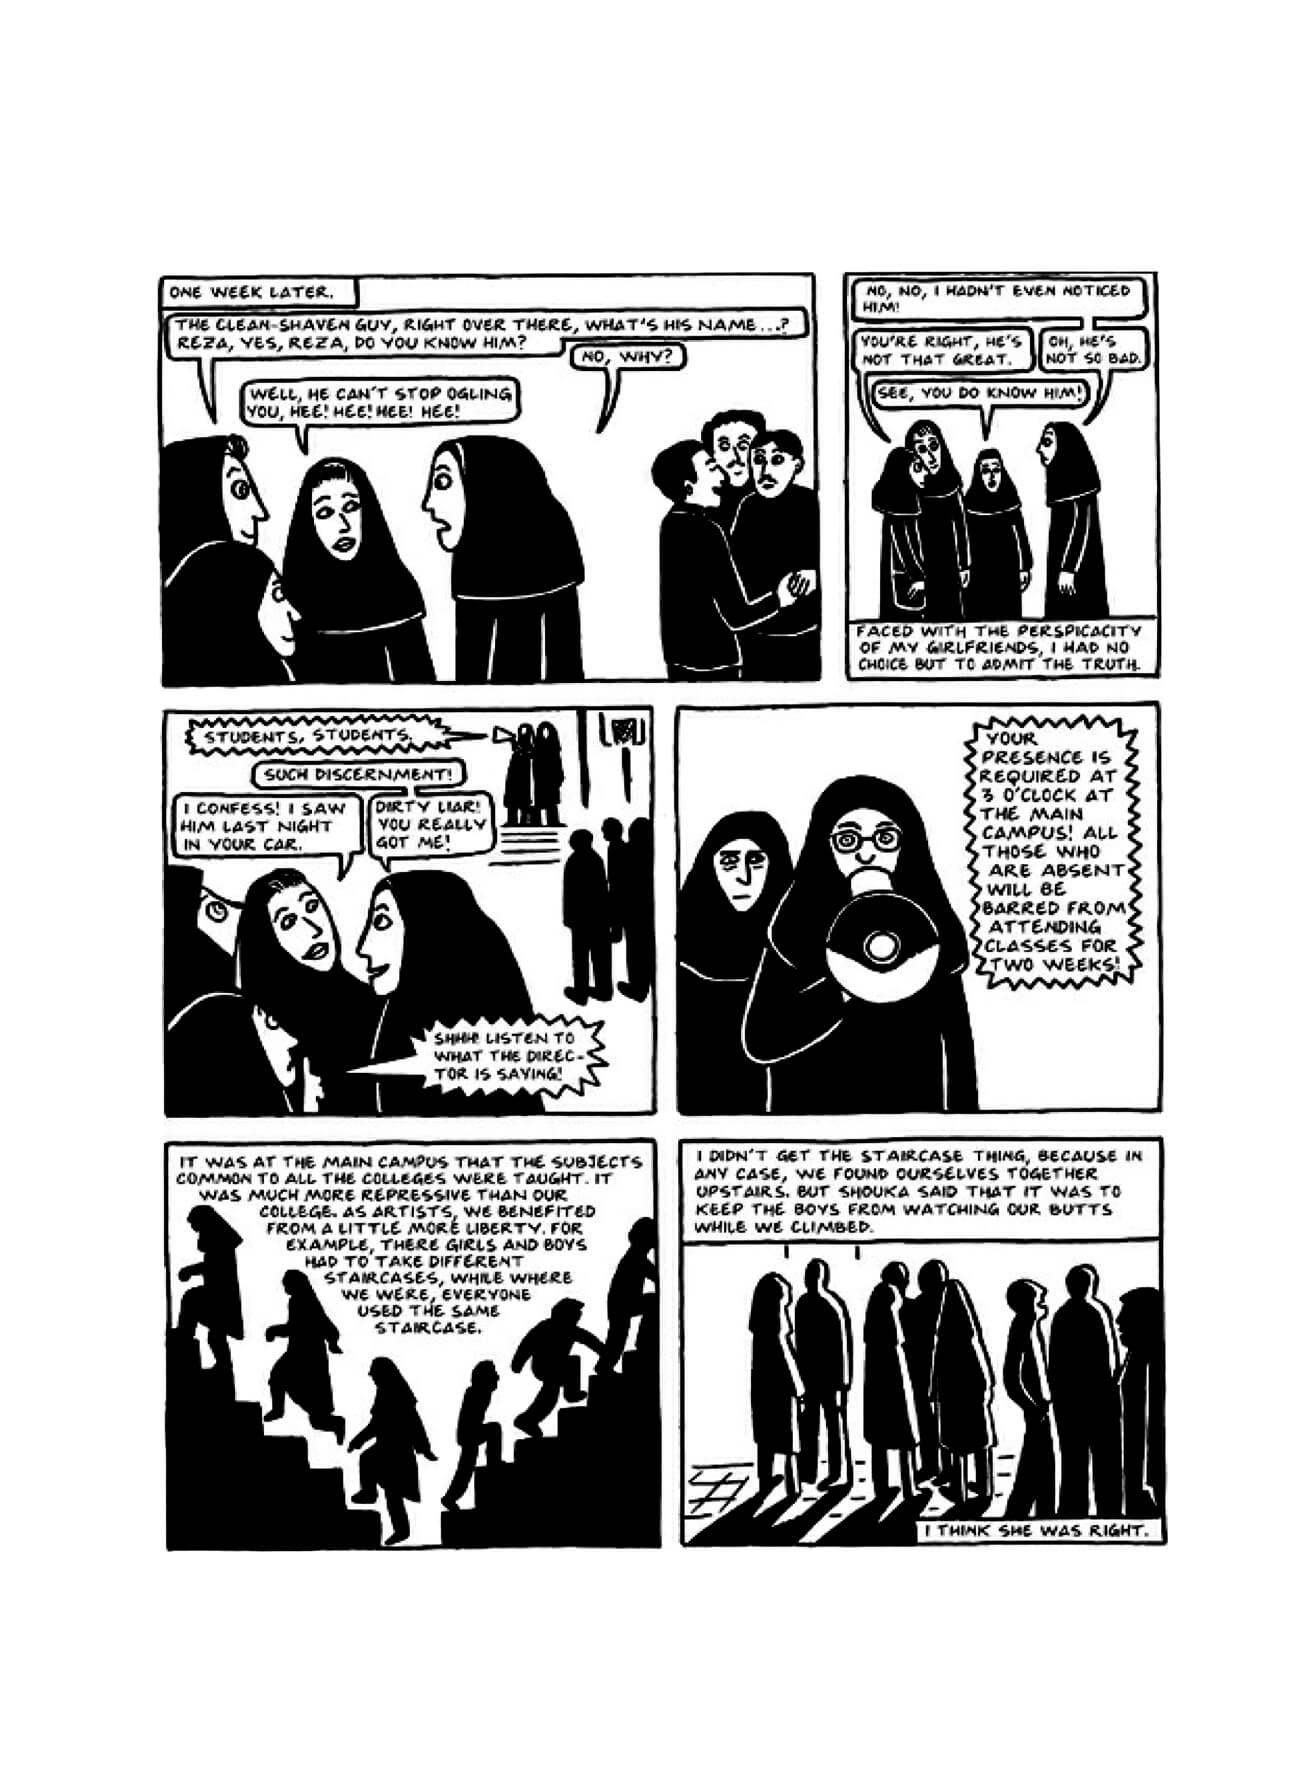 ONE WEEK LATER.
THE CLEAN-SHAVEN GUY, RIGHT OVER THERE, WHAT'S HIS NAME...?
REZA, YES, REZA, DO YOU KNOW HIM?
NO, WHY?
WELL, HE CAN'T STOP OGLING
YOU, HEE! HEE! HEE! HEE!
NO, NO, I HADN'T EVEN NOTICED
HIM!
YOU'RE RIGHT, HE'S
NOT THAT GREAT.
OH, HE'S
NOT SO BAD.
SEE, YOU DO KNOW HIM!
FACED WITH THE PERSPICACITY
OF MY GIRLFRIENDS, I HAD NO
CHOICE BUT TO ADMIT THE TRUTH.
STUDENTS, STUDENTS.
SUCH DISCERNMENT!
I CONFESS! I SAW
HIM LAST NIGHT
IN YOUR CAR.
DIRTY LIAR!
YOU REALLY
GOT ME!
SHHH! LISTEN TO
WHAT THE DIREC-
TOR IS SAYING!
YOUR
PRESENCE IS
REQUIRED AT
3 O'CLOCK AT
THE MAIN
CAMPUS! ALL
THOSE WHO
ARE ABSENT
WILL BE
BARRED FROM
ATTENDING
CLASSES FOR
TWO WEEKS!
IT WAS AT THE MAIN CAMPUS THAT THE SUBJECTS
COMMON TO ALL THE COLLEGES WERE TAUGHT. IT
WAS MUCH MORE REPRESSIVE THAN OUR
COLLEGE. AS ARTISTS, WE BENEFITED
FROM A LITTLE MORE LIBERTY. FOR
EXAMPLE, THERE GIRLS AND BOYS
HAD TO TAKE DIFFERENT
STAIRCASES, WHILE WHERE
WE WERE, EVERYONE
USED THE SAME
STAIRCASE.
I DIDN'T GET THE STAIRCASE THING, BECAUSE IN
ANY CASE, WE FOUND OURSELVES TOGETHER
UPSTAIRS. BUT SHOUKA SAID THAT IT WAS TO
KEEP THE BOYS FROM WATCHING OUR BUTTS
WHILE WE CLIMBED.
I THINK SHE WAS RIGHT.